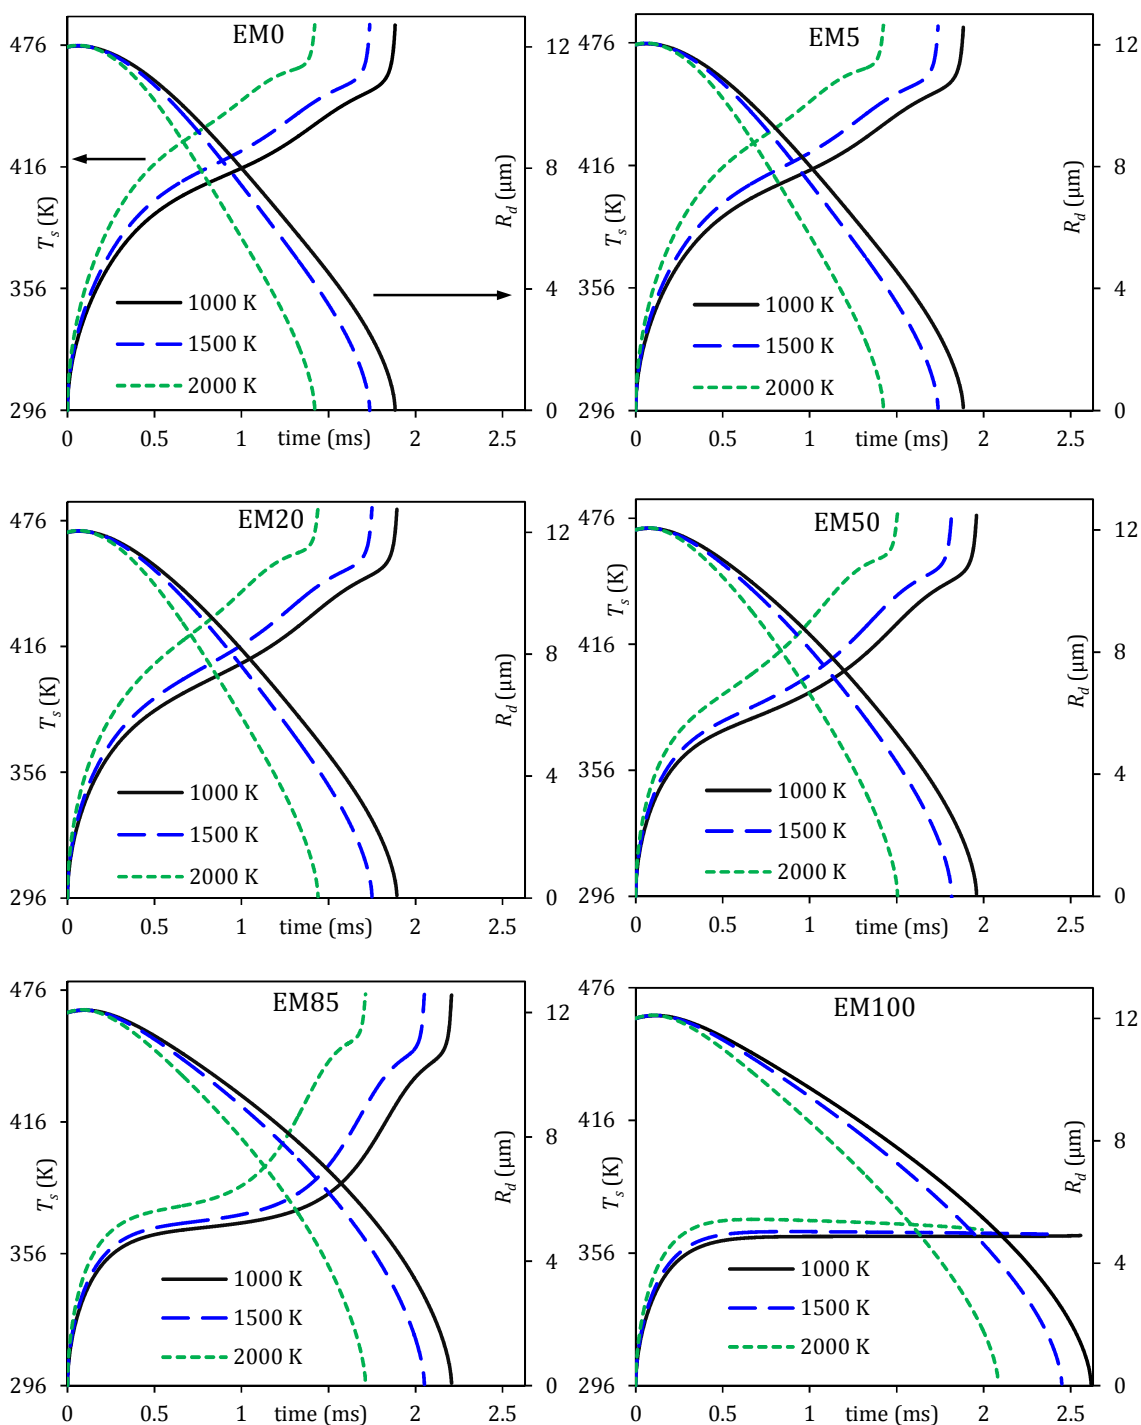 EM0
476
416
356
296
T_s (K)
12
8
4
0
R_d (μm)
1000 K
1500 K
2000 K
0 0.5 1 time (ms) 2 2.5
EM5
476
416
356
296
T_s (K)
12
8
4
0
R_d (μm)
1000 K
1500 K
2000 K
0 0.5 1 time (ms) 2 2.5
EM20
476
416
356
296
T_s (K)
12
8
4
0
R_d (μm)
1000 K
1500 K
2000 K
0 0.5 1 time (ms) 2 2.5
EM50
476
416
356
296
T_s (K)
12
8
4
0
R_d (μm)
1000 K
1500 K
2000 K
0 0.5 1 time (ms) 2 2.5
EM85
476
416
356
296
T_s (K)
12
8
4
0
R_d (μm)
1000 K
1500 K
2000 K
0 0.5 1 time (ms) 2 2.5
EM100
476
416
356
296
T_s (K)
12
8
4
0
R_d (μm)
1000 K
1500 K
2000 K
0 0.5 1 time (ms) 2 2.5